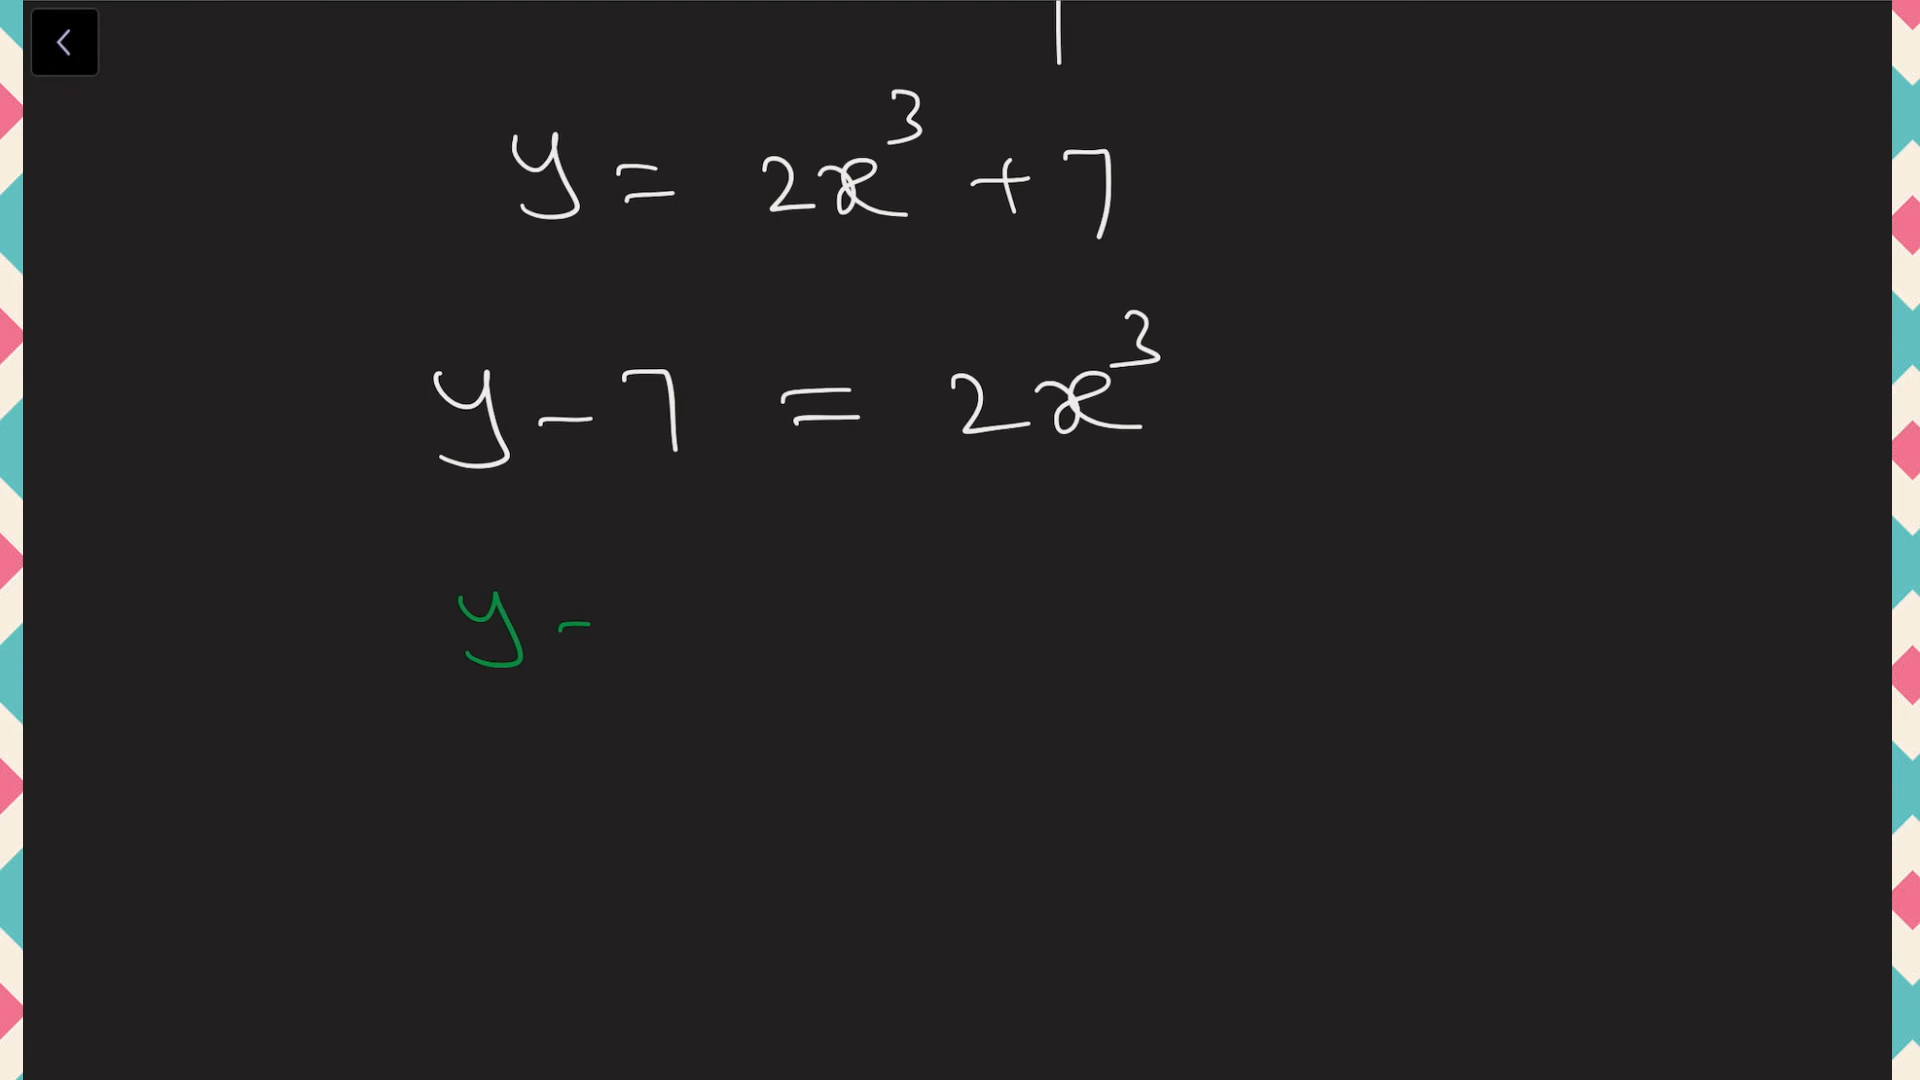 y = 2x³ + 7
y - 7 = 2x³
y -